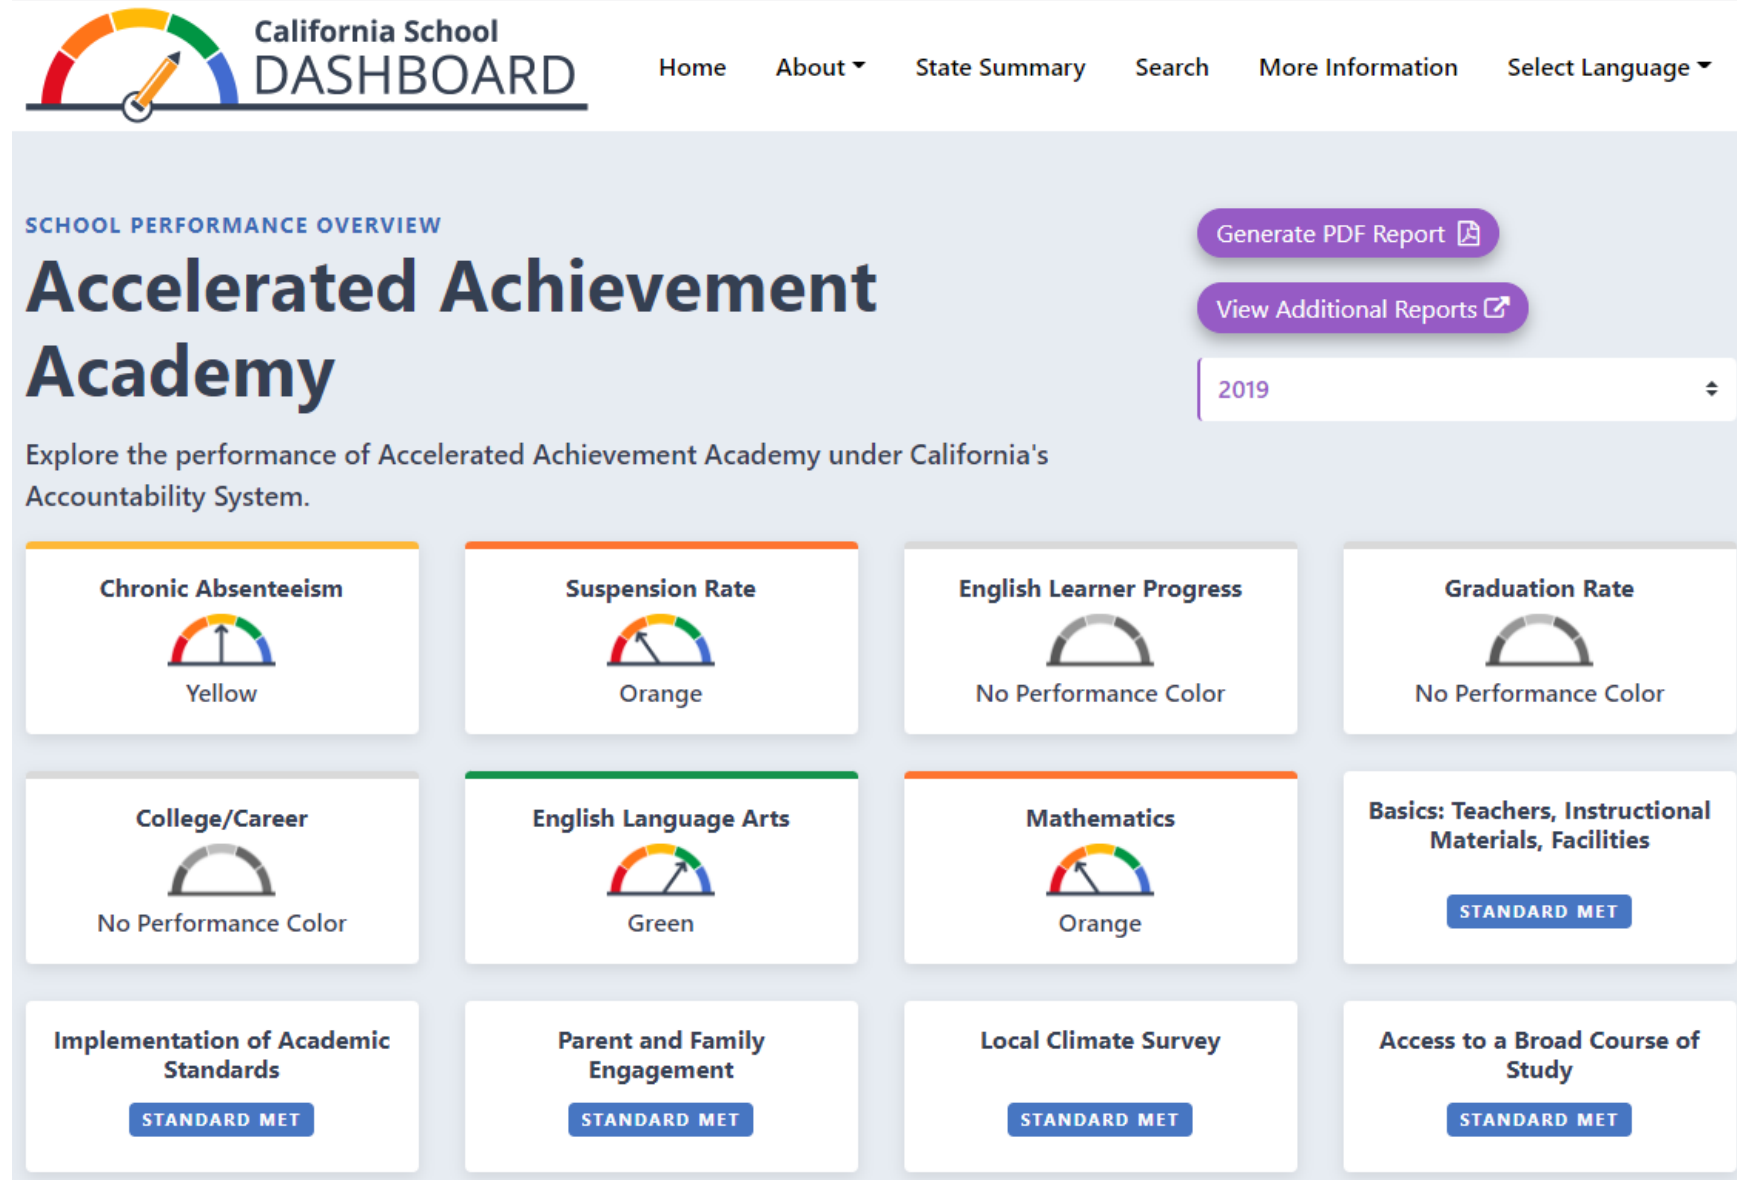 California School
DASHBOARD
Home
About
State Summary
Search
More Information
Select Language
SCHOOL PERFORMANCE OVERVIEW
Accelerated Achievement
Academy
Generate PDF Report
View Additional Reports
2019
Explore the performance of Accelerated Achievement Academy under California's
Accountability System.
Chronic Absenteeism
Yellow
Suspension Rate
Orange
English Learner Progress
No Performance Color
Graduation Rate
No Performance Color
College/Career
No Performance Color
English Language Arts
Green
Mathematics
Orange
Basics: Teachers, Instructional
Materials, Facilities
STANDARD MET
Implementation of Academic
Standards
STANDARD MET
Parent and Family
Engagement
STANDARD MET
Local Climate Survey
STANDARD MET
Access to a Broad Course of
Study
STANDARD MET